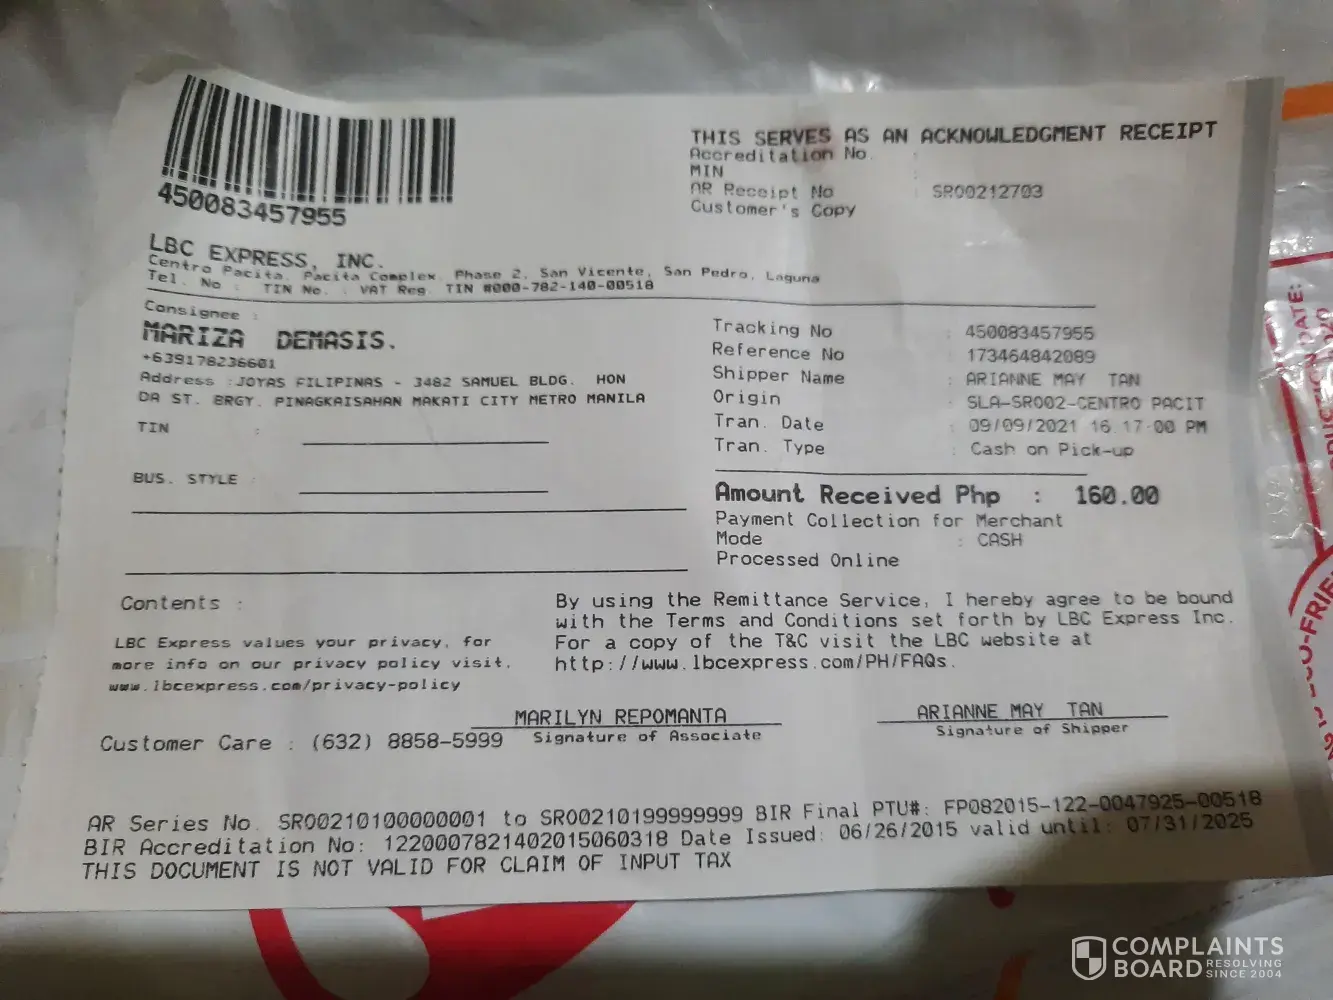 450083457955
THIS SERVES AS AN ACKNOWLEDGMENT RECEIPT
Accreditation No :
MIN
AR Receipt No : SR00212703
Customer's Copy
LBC EXPRESS, INC.
Centro Pacita, Pacita Complex, Phase 2, San Vicente, San Pedro, Laguna
Tel. No : TIN No. : VAT Reg. TIN #000-782-140-00518
Consignee :
MARIZA DEMASIS.
+639178236601
Address :JOYAS FILIPINAS - 3482 SAMUEL BLDG. HON
DA ST. BRGY. PINAGKAISAHAN MAKATI CITY METRO MANILA
TIN :
BUS. STYLE :
Tracking No : 450083457955
Reference No : 173464842089
Shipper Name : ARIANNE MAY TAN
Origin : SLA-SR002-CENTRO PACIT
Tran. Date : 09/09/2021 16:17:00 PM
Tran. Type : Cash on Pick-up
Amount Received Php : 160.00
Payment Collection for Merchant
Mode : CASH
Processed Online
Contents :
LBC Express values your privacy, for
more info on our privacy policy visit.
www.lbcexpress.com/privacy-policy
By using the Remittance Service, I hereby agree to be bound
with the Terms and Conditions set forth by LBC Express Inc.
For a copy of the T&C visit the LBC website at
http://www.lbcexpress.com/PH/FAQs.
MARILYN REPOMANTA
Signature of Associate
ARIANNE MAY TAN
Signature of Shipper
Customer Care : (632) 8858-5999
AR Series No. SR00210100000001 to SR00210199999999 BIR Final PTU#: FP082015-122-0047925-00518
BIR Accreditation No: 1220007821402015060318 Date Issued: 06/26/2015 valid until: 07/31/2025
THIS DOCUMENT IS NOT VALID FOR CLAIM OF INPUT TAX
DATE:
COMPLAINTS
BOARD RESOLVING
SINCE 2004